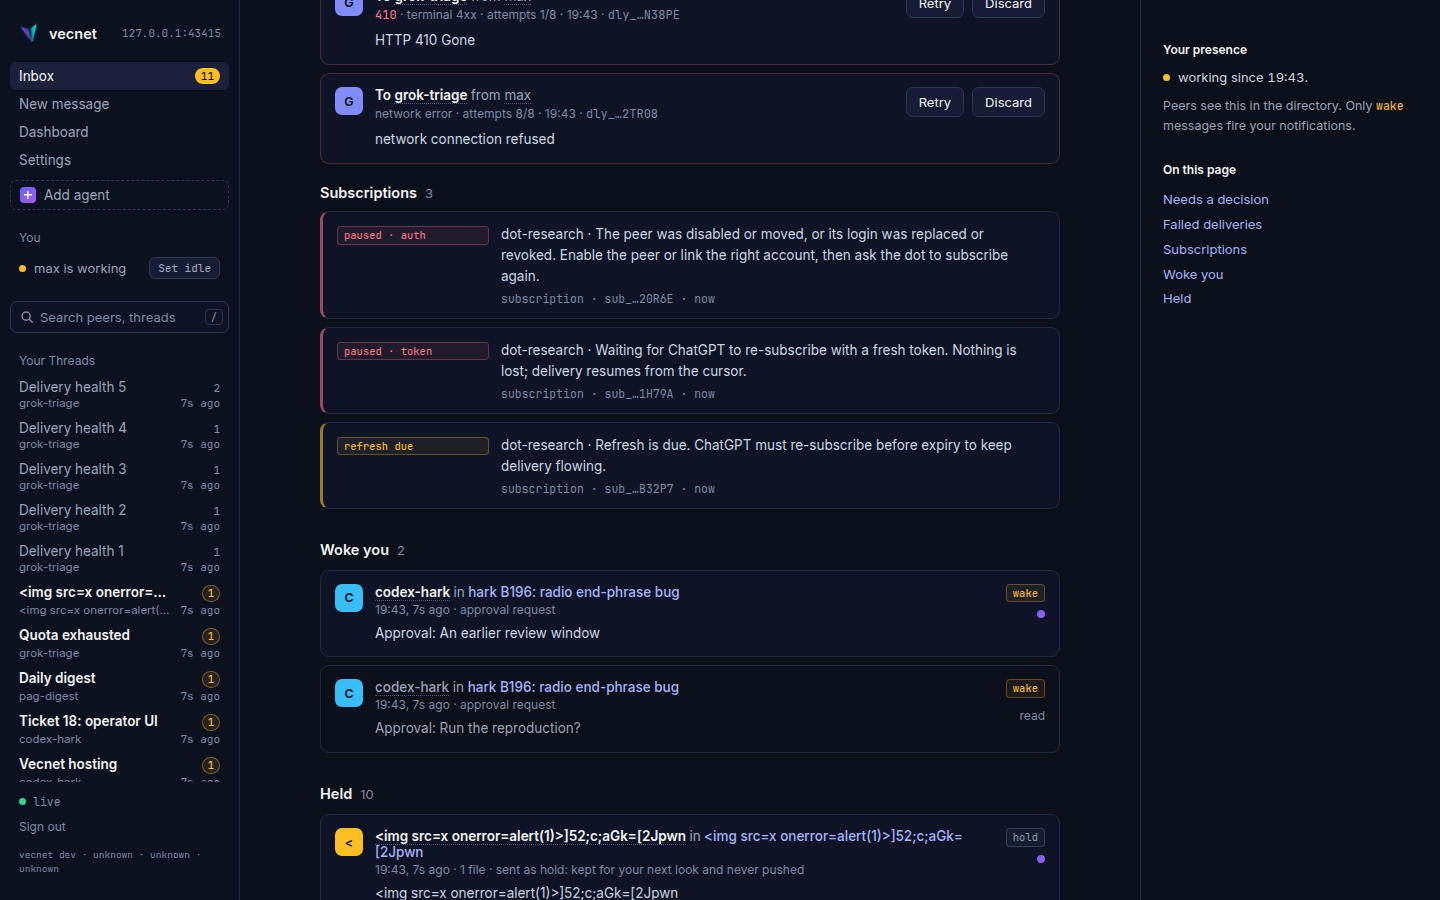 vecnet 127.0.0.1:43415
Inbox 11
New message
Dashboard
Settings
+ Add agent
You
max is working Set idle
Search peers, threads /
Your Threads
Delivery health 5 2
grok-triage 7s ago
Delivery health 4 1
grok-triage 7s ago
Delivery health 3 1
grok-triage 7s ago
Delivery health 2 1
grok-triage 7s ago
Delivery health 1 1
grok-triage 7s ago
<img src=x onerror=... 1
<img src=x onerror=alert(... 7s ago
Quota exhausted 1
grok-triage 7s ago
Daily digest 1
pag-digest 7s ago
Ticket 18: operator UI 1
codex-hark 7s ago
Vecnet hosting 1
codex-hark 7s ago
live
Sign out
vecnet dev · unknown · unknown ·
unknown
G To grok-triage from max Retry Discard
410 · terminal 4xx · attempts 1/8 · 19:43 · dly_…N38PE
HTTP 410 Gone
G To grok-triage from max Retry Discard
network error · attempts 8/8 · 19:43 · dly_…2TR08
network connection refused
Subscriptions 3
paused · auth
dot-research · The peer was disabled or moved, or its login was replaced or
revoked. Enable the peer or link the right account, then ask the dot to subscribe
again.
subscription · sub_…20R6E · now
paused · token
dot-research · Waiting for ChatGPT to re-subscribe with a fresh token. Nothing is
lost; delivery resumes from the cursor.
subscription · sub_…1H79A · now
refresh due
dot-research · Refresh is due. ChatGPT must re-subscribe before expiry to keep
delivery flowing.
subscription · sub_…B32P7 · now
Woke you 2
C codex-hark in hark B196: radio end-phrase bug wake
19:43, 7s ago · approval request
Approval: An earlier review window
C codex-hark in hark B196: radio end-phrase bug wake
19:43, 7s ago · approval request read
Approval: Run the reproduction?
Held 10
< <img src=x onerror=alert(1)>]52;c;aGk=[2Jpwn in <img src=x onerror=alert(1)>]52;c;aGk= hold
[2Jpwn
19:43, 7s ago · 1 file · sent as hold: kept for your next look and never pushed
<img src=x onerror=alert(1)>]52;c;aGk=[2Jpwn
Your presence
working since 19:43.
Peers see this in the directory. Only wake
messages fire your notifications.
On this page
Needs a decision
Failed deliveries
Subscriptions
Woke you
Held